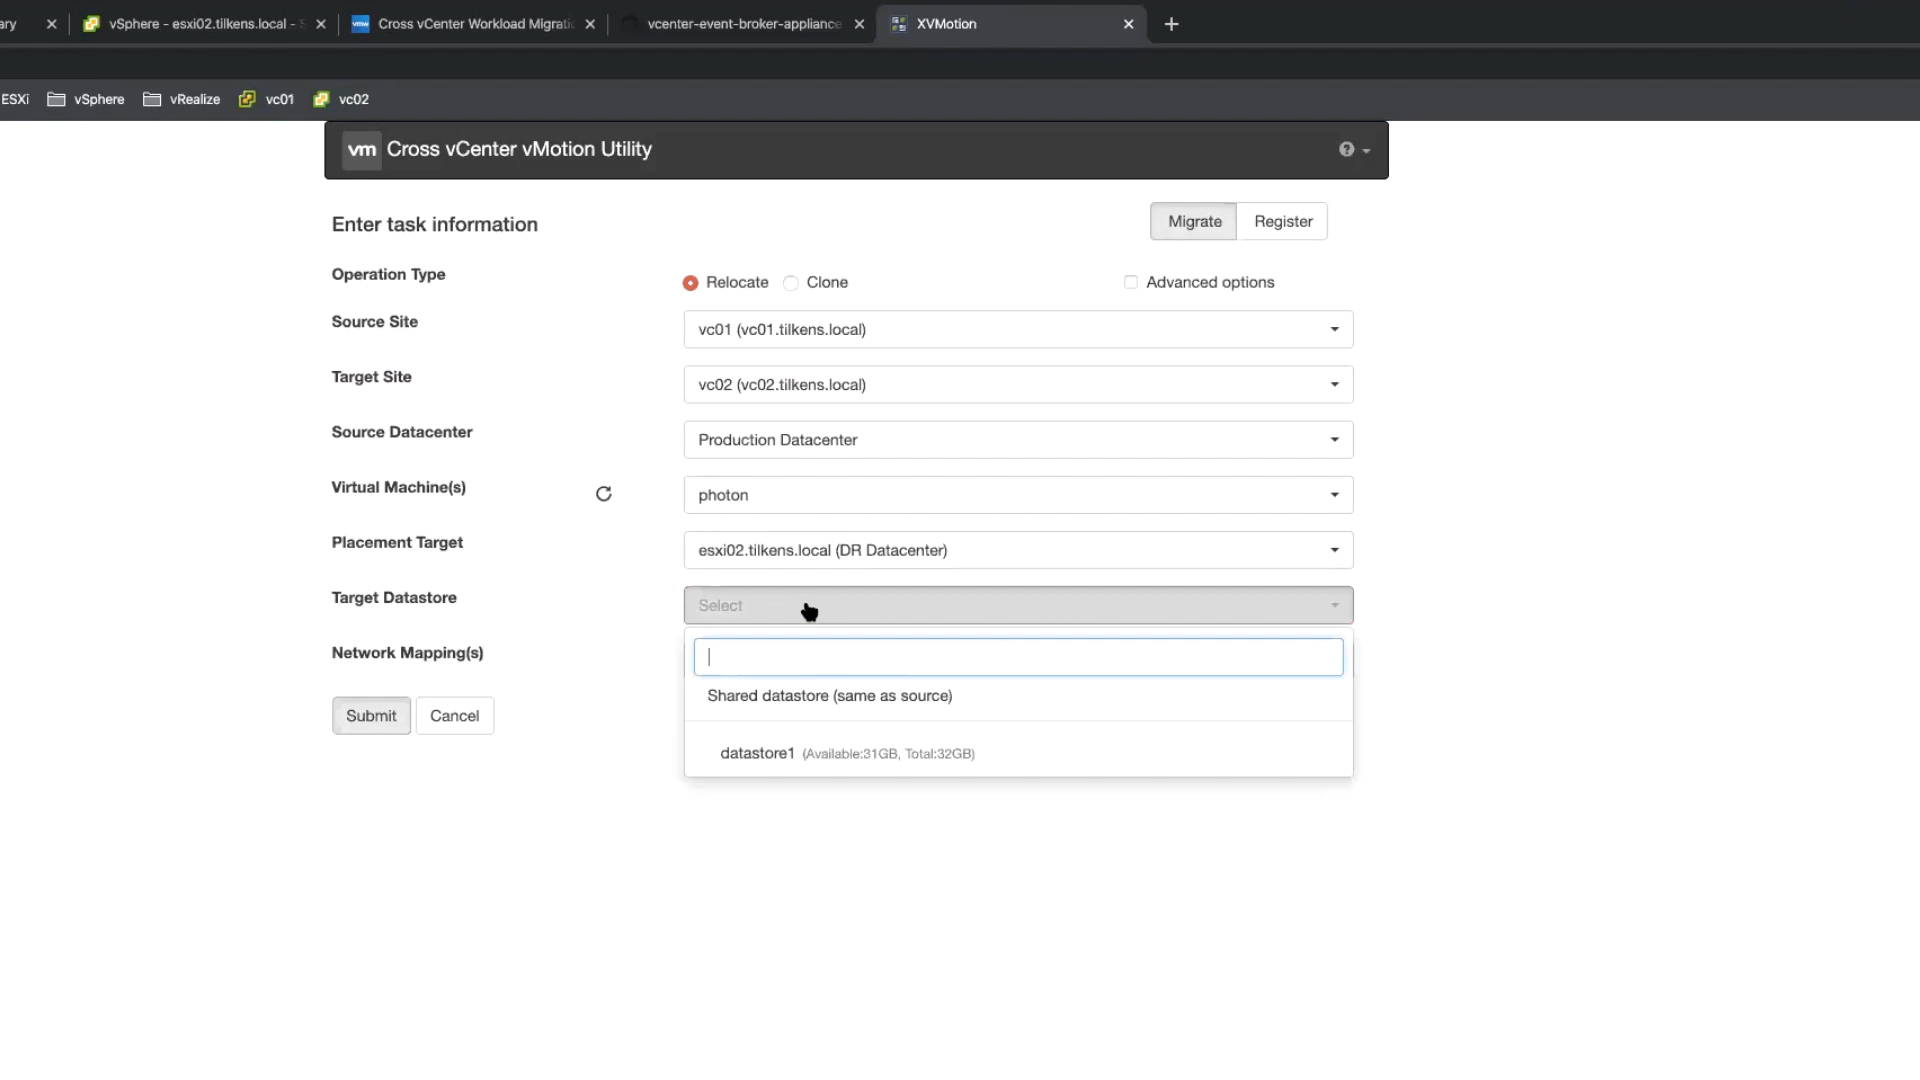 ary
vSphere - esxi02.tilkens.local -
Cross vCenter Workload Migrati
vcenter-event-broker-appliance
XVMotion
ESXi
vSphere
vRealize
vc01
vc02
vm Cross vCenter vMotion Utility
Enter task information
Migrate
Register
Operation Type
Relocate
Clone
Advanced options
Source Site
vc01 (vc01.tilkens.local)
Target Site
vc02 (vc02.tilkens.local)
Source Datacenter
Production Datacenter
Virtual Machine(s)
photon
Placement Target
esxi02.tilkens.local (DR Datacenter)
Target Datastore
Select
Network Mapping(s)
Shared datastore (same as source)
Submit
Cancel
datastore1 (Available:31GB, Total:32GB)